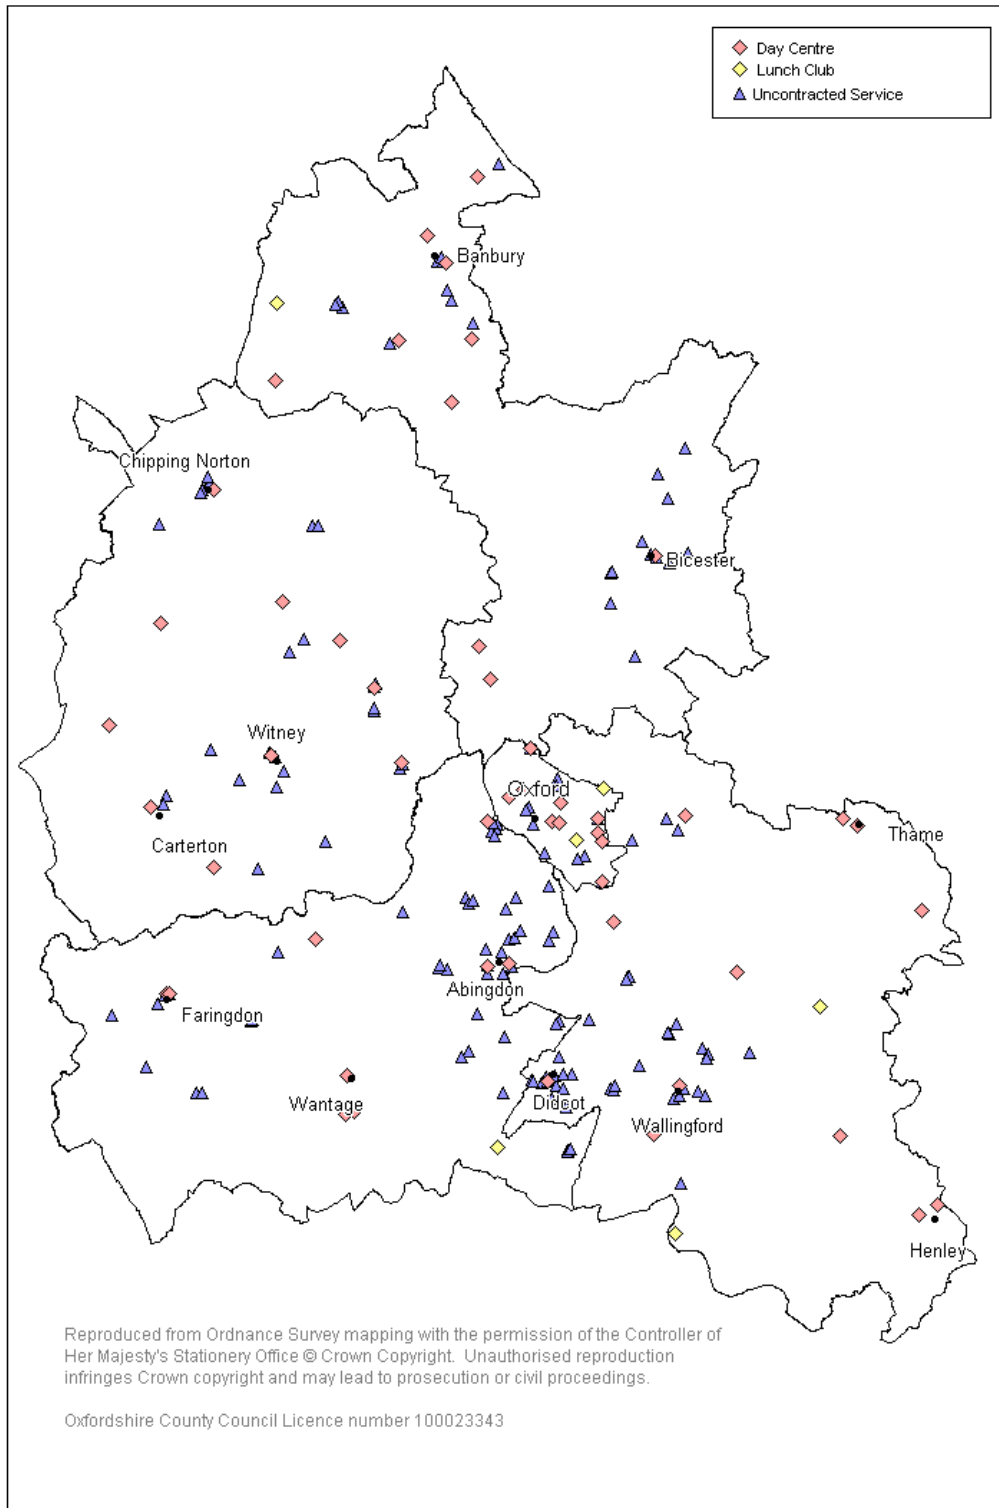 Day Centre
Lunch Club
Uncontracted Service
Banbury
Chipping Norton
Bicester
Witney
Oxford
Carterton
Thame
Abingdon
Faringdon
Wantage
Didcot
Wallingford
Henley
Reproduced from Ordnance Survey mapping with the permission of the Controller of
Her Majesty's Stationery Office © Crown Copyright. Unauthorised reproduction
infringes Crown copyright and may lead to prosecution or civil proceedings.
Oxfordshire County Council Licence number 100023343